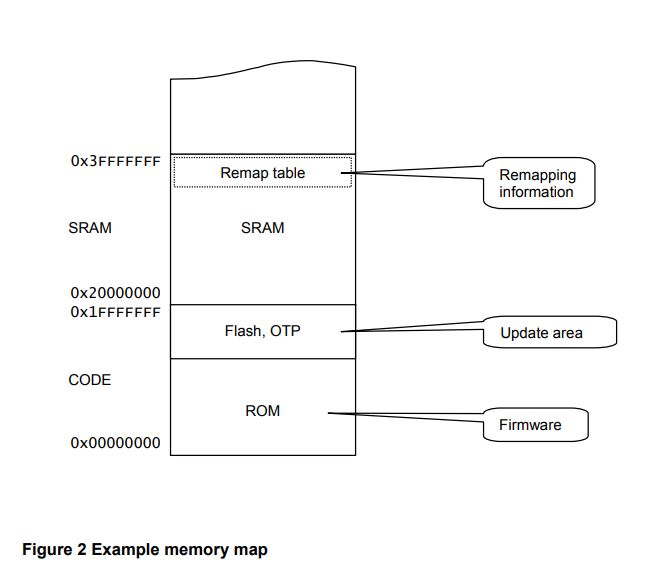 0x3FFFFFFF
Remap table
Remapping
information
SRAM
SRAM
0x20000000
0x1FFFFFFF
Flash, OTP
Update area
CODE
ROM
Firmware
0x00000000
Figure 2 Example memory map